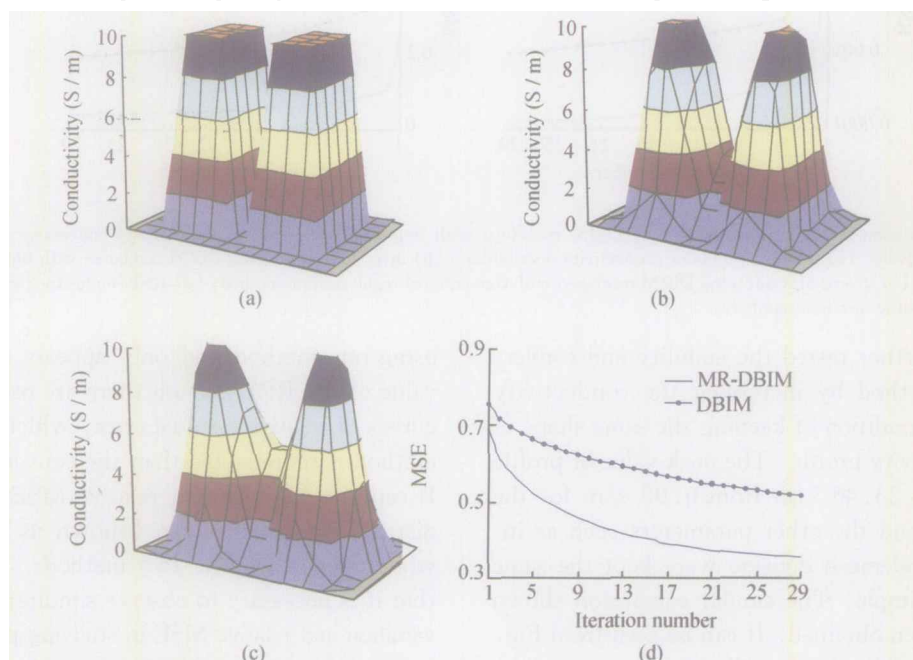 10
8
6
4
2
0
Conductivity (S / m)
(a)
10
8
6
4
2
0
Conductivity (S / m)
(b)
10
8
6
4
2
0
Conductivity (S / m)
(c)
MSE
0.9
0.7
0.5
0.3
1 5 9 13 17 21 25 29
Iteration number
MR-DBIM
DBIM
(d)